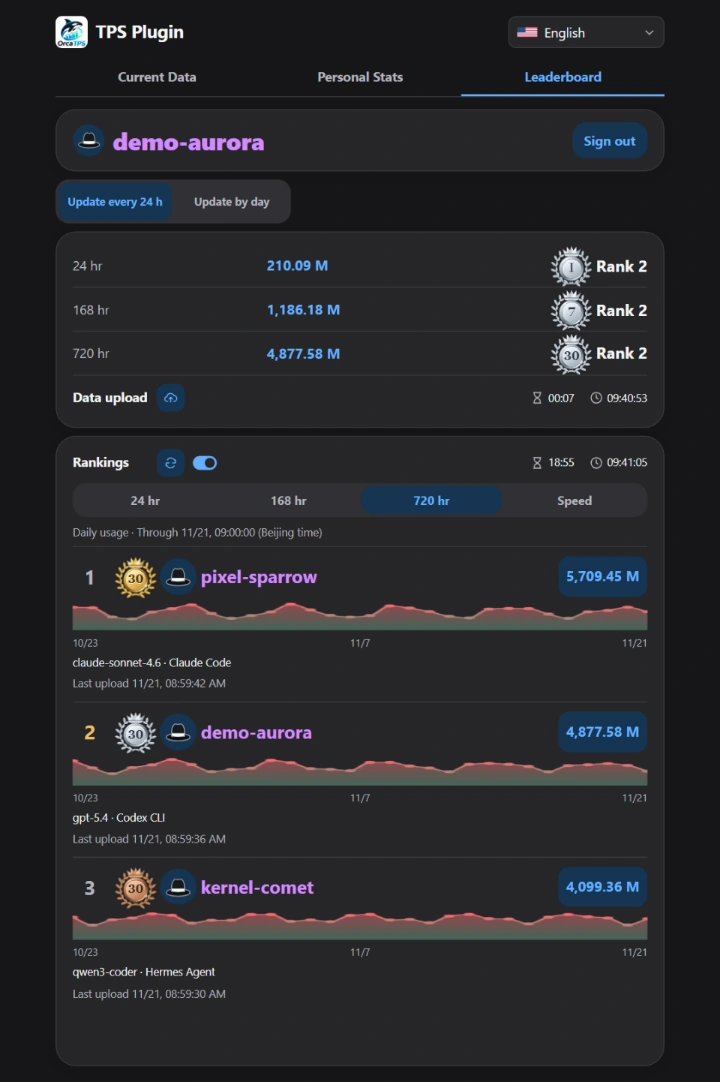 OrcaTPS
TPS Plugin
English
Current Data
Personal Stats
Leaderboard
demo-aurora
Sign out
Update every 24 h
Update by day
24 hr
210.09 M
1
Rank 2
168 hr
1,186.18 M
7
Rank 2
720 hr
4,877.58 M
30
Rank 2
Data upload
00:07
09:40:53
Rankings
18:55
09:41:05
24 hr
168 hr
720 hr
Speed
Daily usage · Through 11/21, 09:00:00 (Beijing time)
1
30
pixel-sparrow
5,709.45 M
10/23
11/7
11/21
claude-sonnet-4.6 · Claude Code
Last upload 11/21, 08:59:42 AM
2
30
demo-aurora
4,877.58 M
10/23
11/7
11/21
gpt-5.4 · Codex CLI
Last upload 11/21, 08:59:36 AM
3
30
kernel-comet
4,099.36 M
10/23
11/7
11/21
qwen3-coder · Hermes Agent
Last upload 11/21, 08:59:30 AM